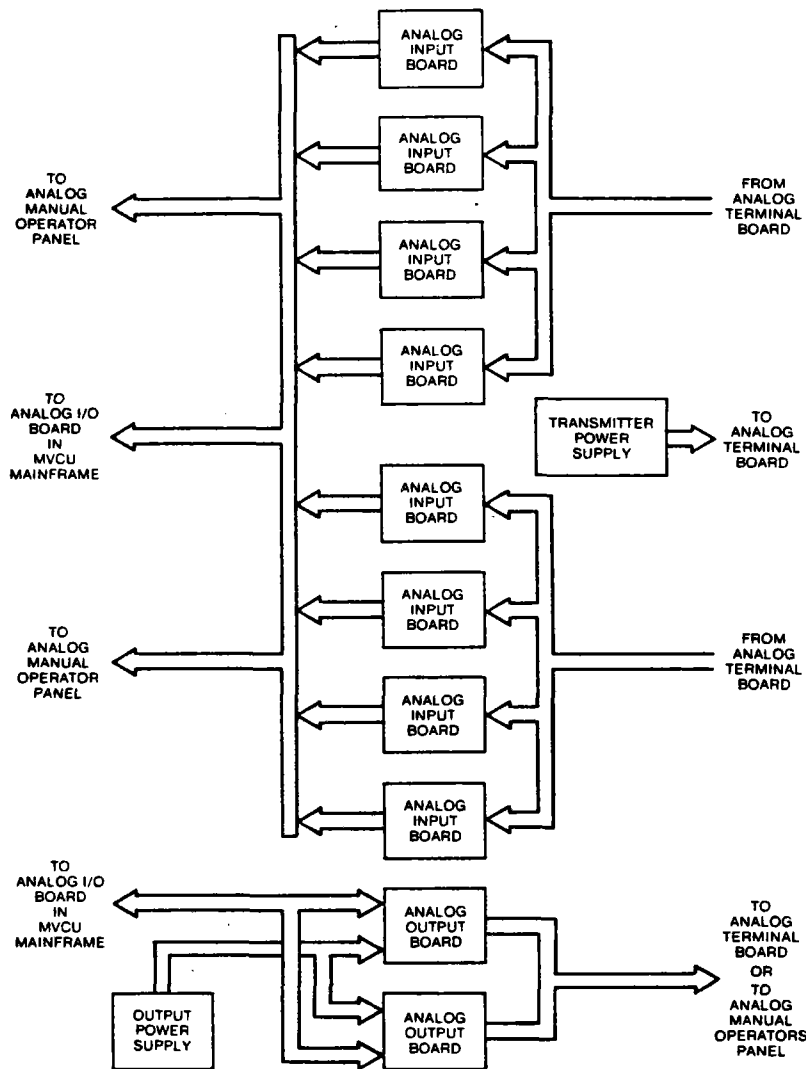 ANALOG
INPUT
BOARD
ANALOG
INPUT
BOARD
TO
ANALOG
MANUAL
OPERATOR
PANEL
FROM
ANALOG
TERMINAL
BOARD
ANALOG
INPUT
BOARD
ANALOG
INPUT
BOARD
TO
ANALOG I/O
BOARD
IN
MVCU
MAINFRAME
TRANSMITTER
POWER
SUPPLY
TO
ANALOG
TERMINAL
BOARD
ANALOG
INPUT
BOARD
ANALOG
INPUT
BOARD
TO
ANALOG
MANUAL
OPERATOR
PANEL
FROM
ANALOG
TERMINAL
BOARD
ANALOG
INPUT
BOARD
ANALOG
INPUT
BOARD
TO
ANALOG I/O
BOARD
IN
MVCU
MAINFRAME
ANALOG
OUTPUT
BOARD
TO
ANALOG
TERMINAL
BOARD
OR
TO
ANALOG
MANUAL
OPERATORS
PANEL
OUTPUT
POWER
SUPPLY
ANALOG
OUTPUT
BOARD